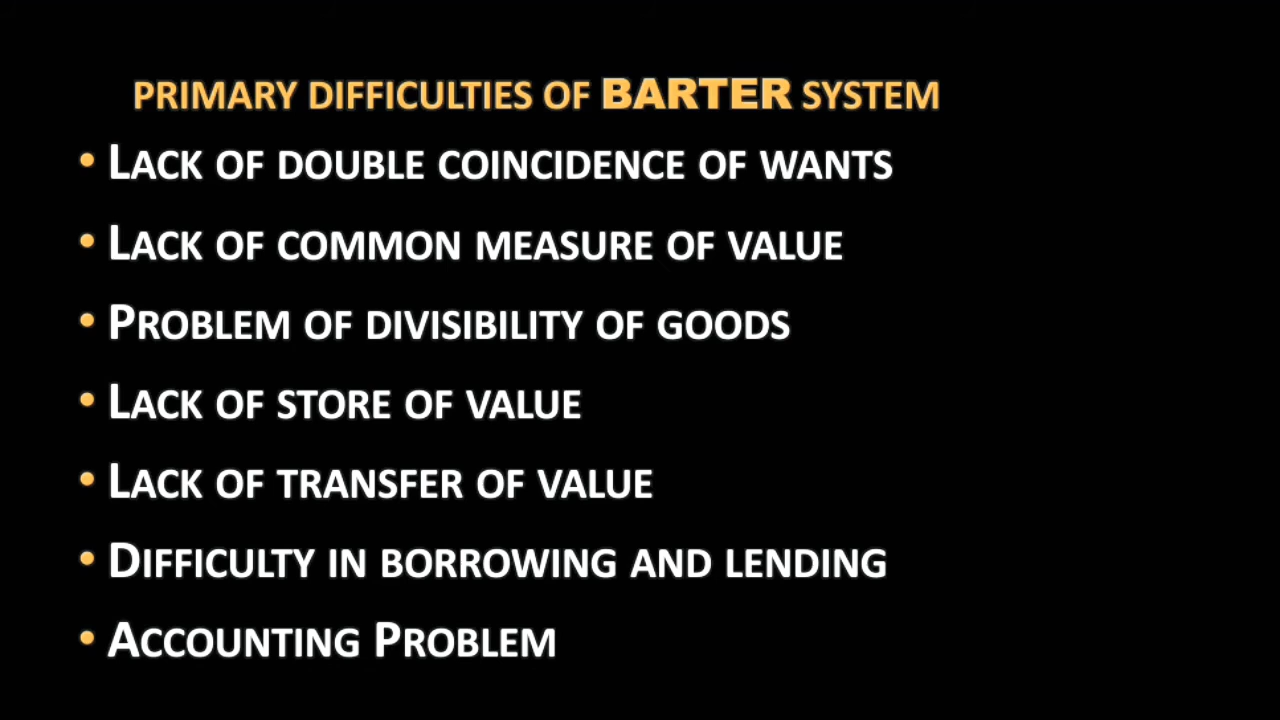 PRIMARY DIFFICULTIES OF BARTER SYSTEM
• LACK OF DOUBLE COINCIDENCE OF WANTS
• LACK OF COMMON MEASURE OF VALUE
• PROBLEM OF DIVISIBILITY OF GOODS
• LACK OF STORE OF VALUE
• LACK OF TRANSFER OF VALUE
• DIFFICULTY IN BORROWING AND LENDING
• ACCOUNTING PROBLEM